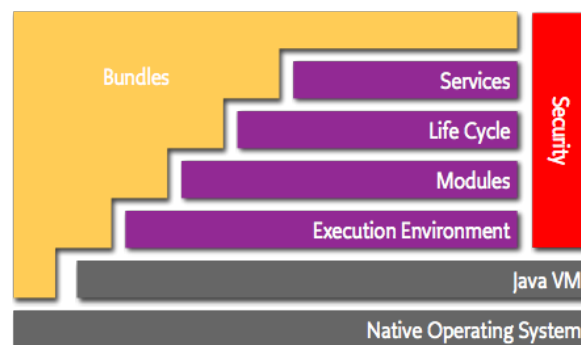 Bundles
Services
Life Cycle
Modules
Execution Environment
Security
Java VM
Native Operating System